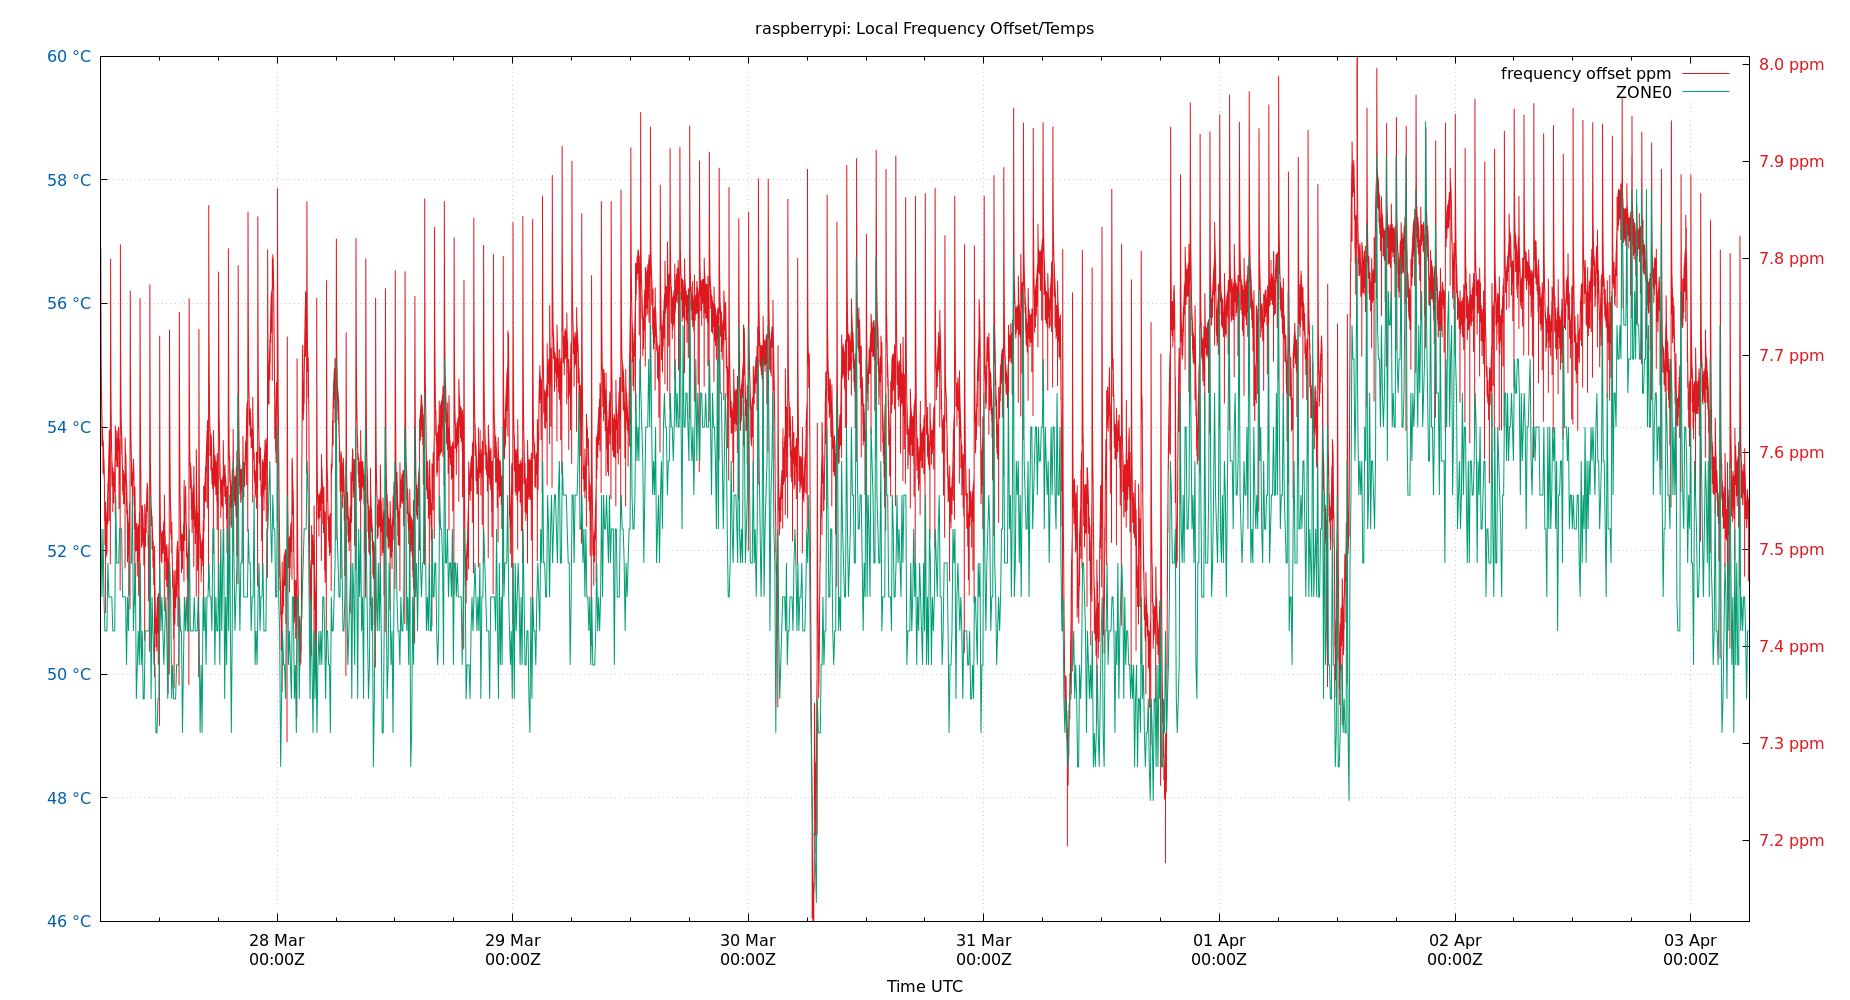 raspberrypi: Local Frequency Offset/Temps
60 °C
58 °C
56 °C
54 °C
52 °C
50 °C
48 °C
46 °C
8.0 ppm
7.9 ppm
7.8 ppm
7.7 ppm
7.6 ppm
7.5 ppm
7.4 ppm
7.3 ppm
7.2 ppm
frequency offset ppm
ZONE0
28 Mar
00:00Z
29 Mar
00:00Z
30 Mar
00:00Z
31 Mar
00:00Z
01 Apr
00:00Z
02 Apr
00:00Z
03 Apr
00:00Z
Time UTC